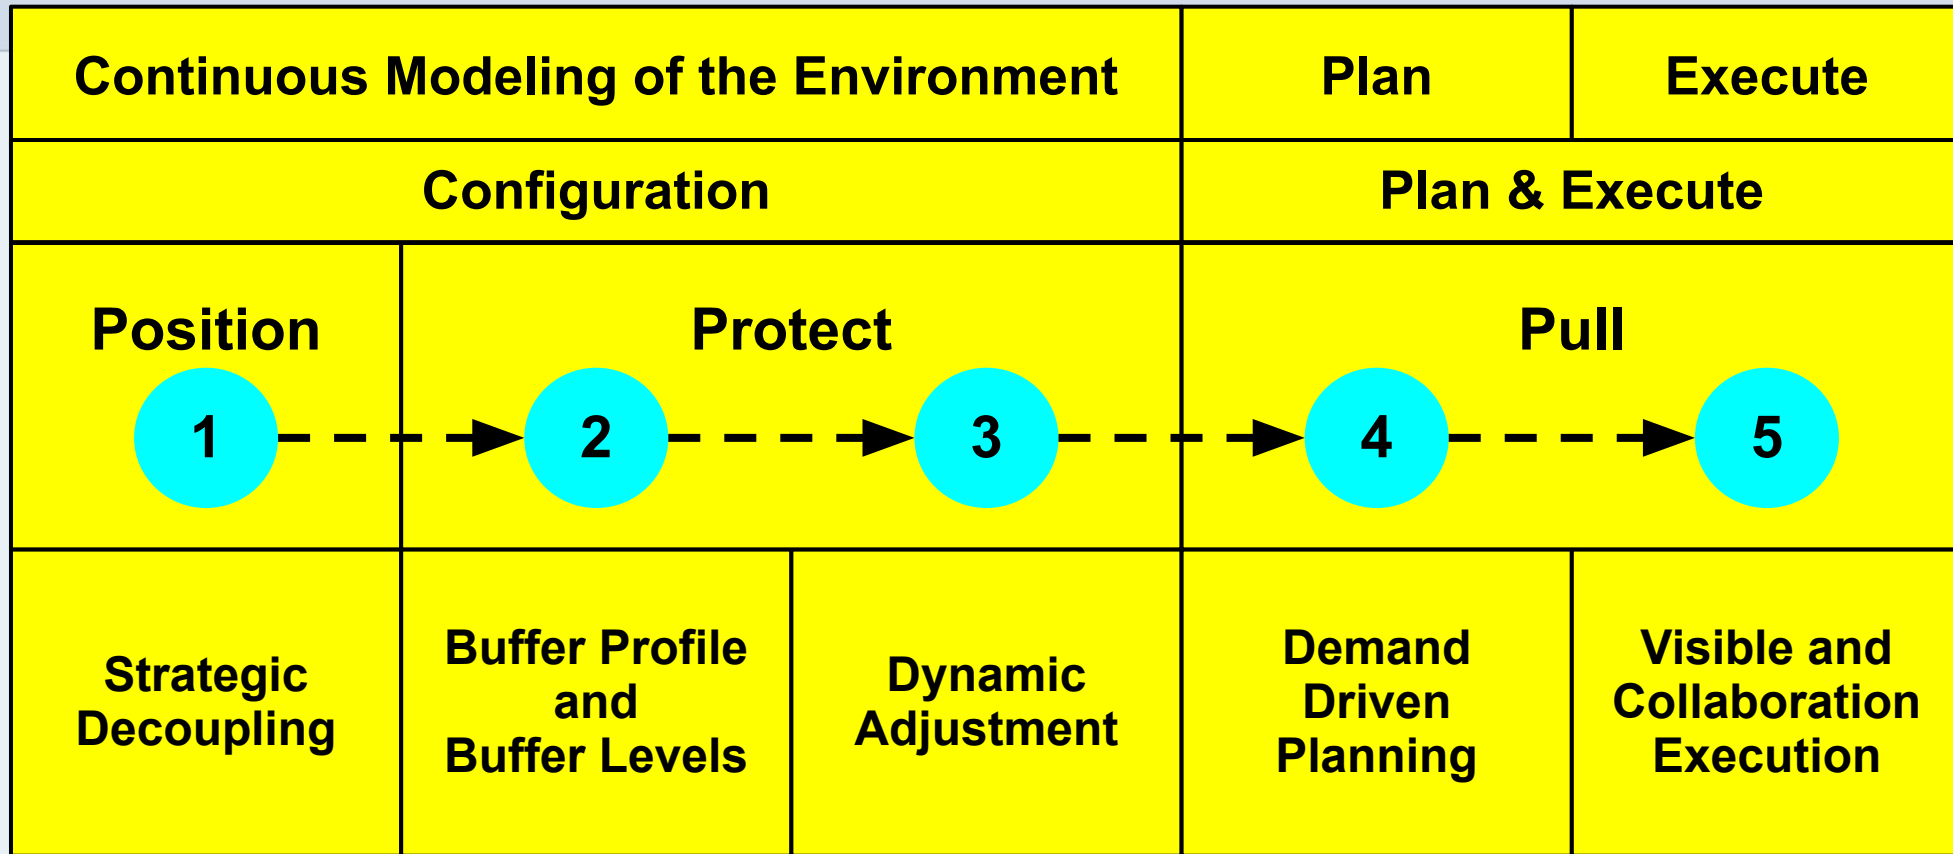 Continuous Modeling of the Environment
Plan
Execute
Configuration
Plan & Execute
Position
Protect
Pull
1
2
3
4
5
Strategic
Decoupling
Buffer Profile
and
Buffer Levels
Dynamic
Adjustment
Demand
Driven
Planning
Visible and
Collaboration
Execution